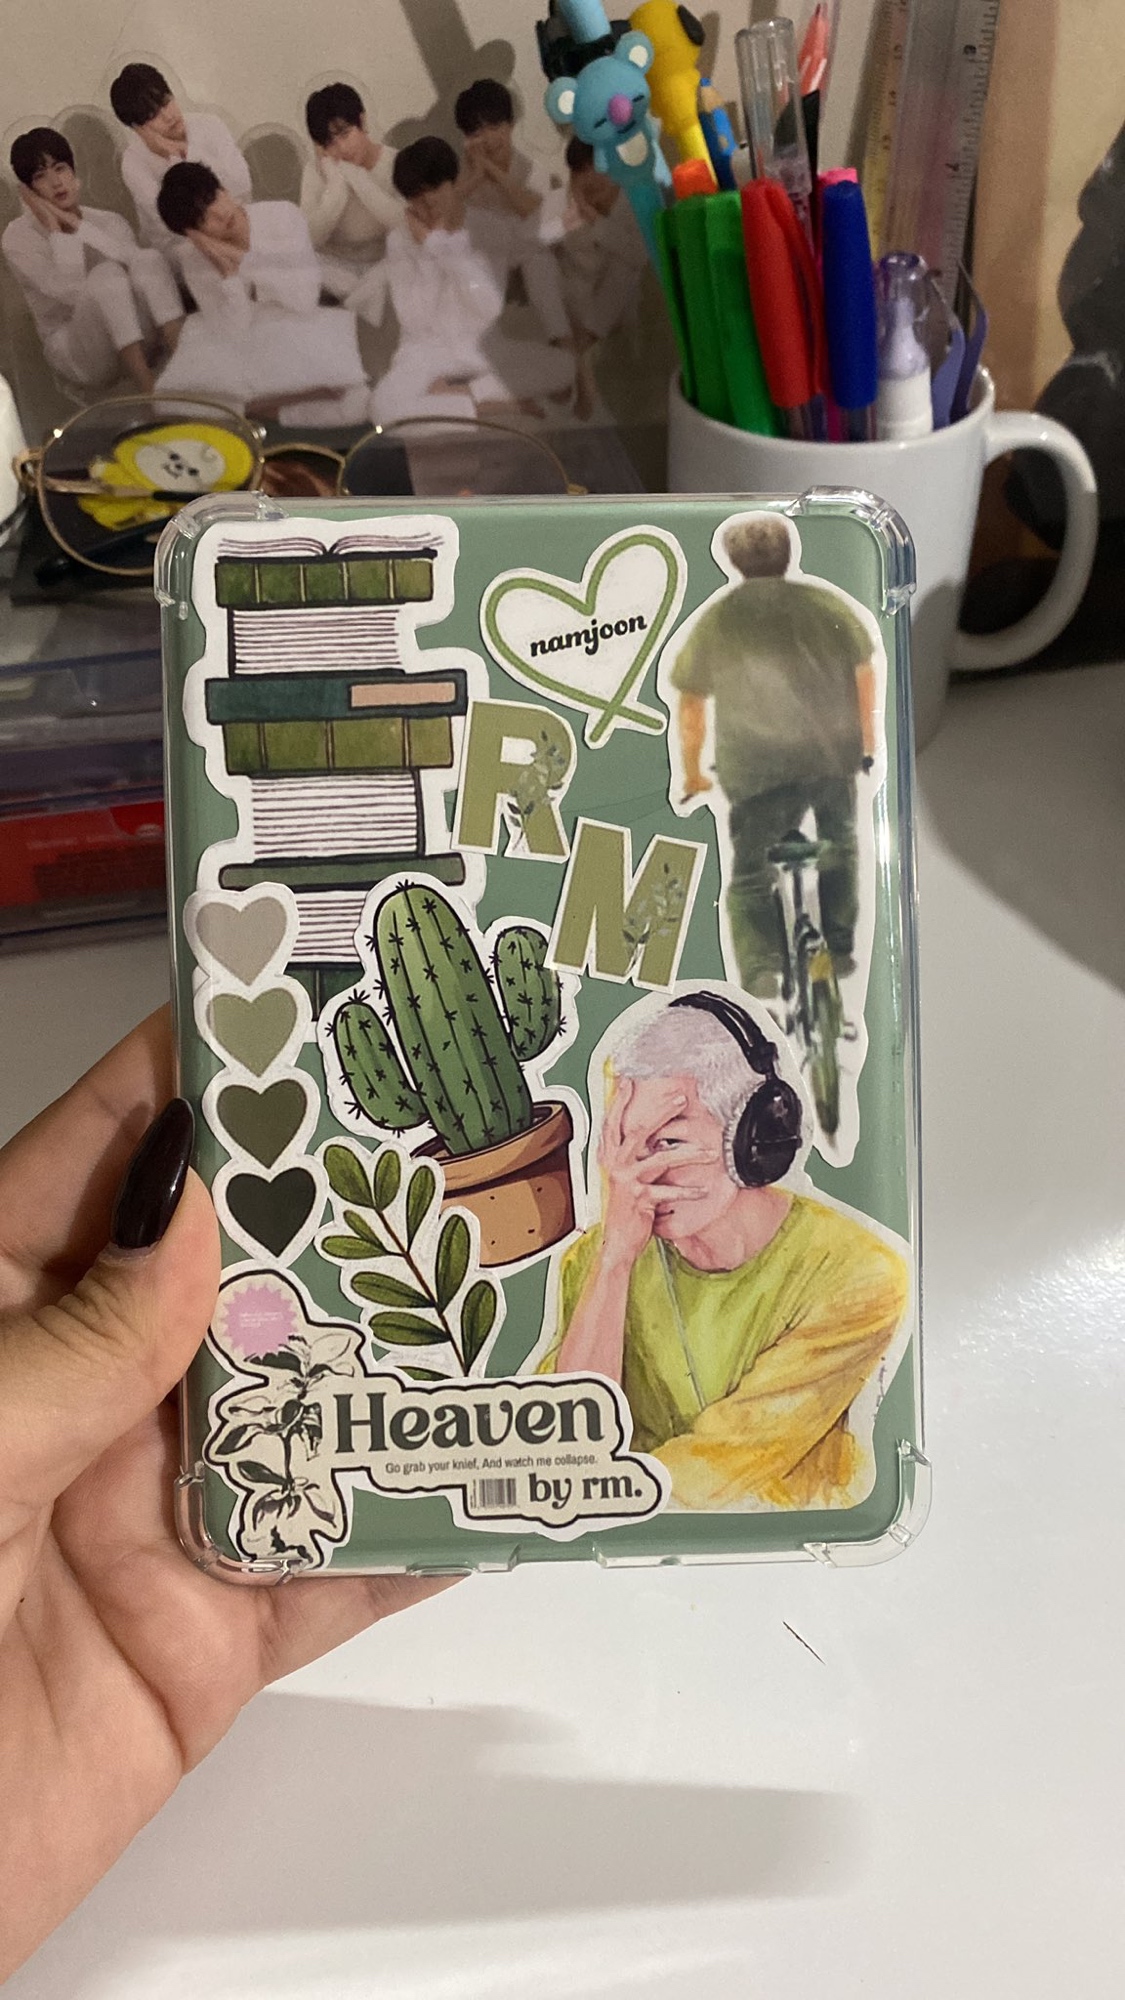 namjoon
R
M
Heaven
Go grab your knief, And watch me collapse.
by rm.